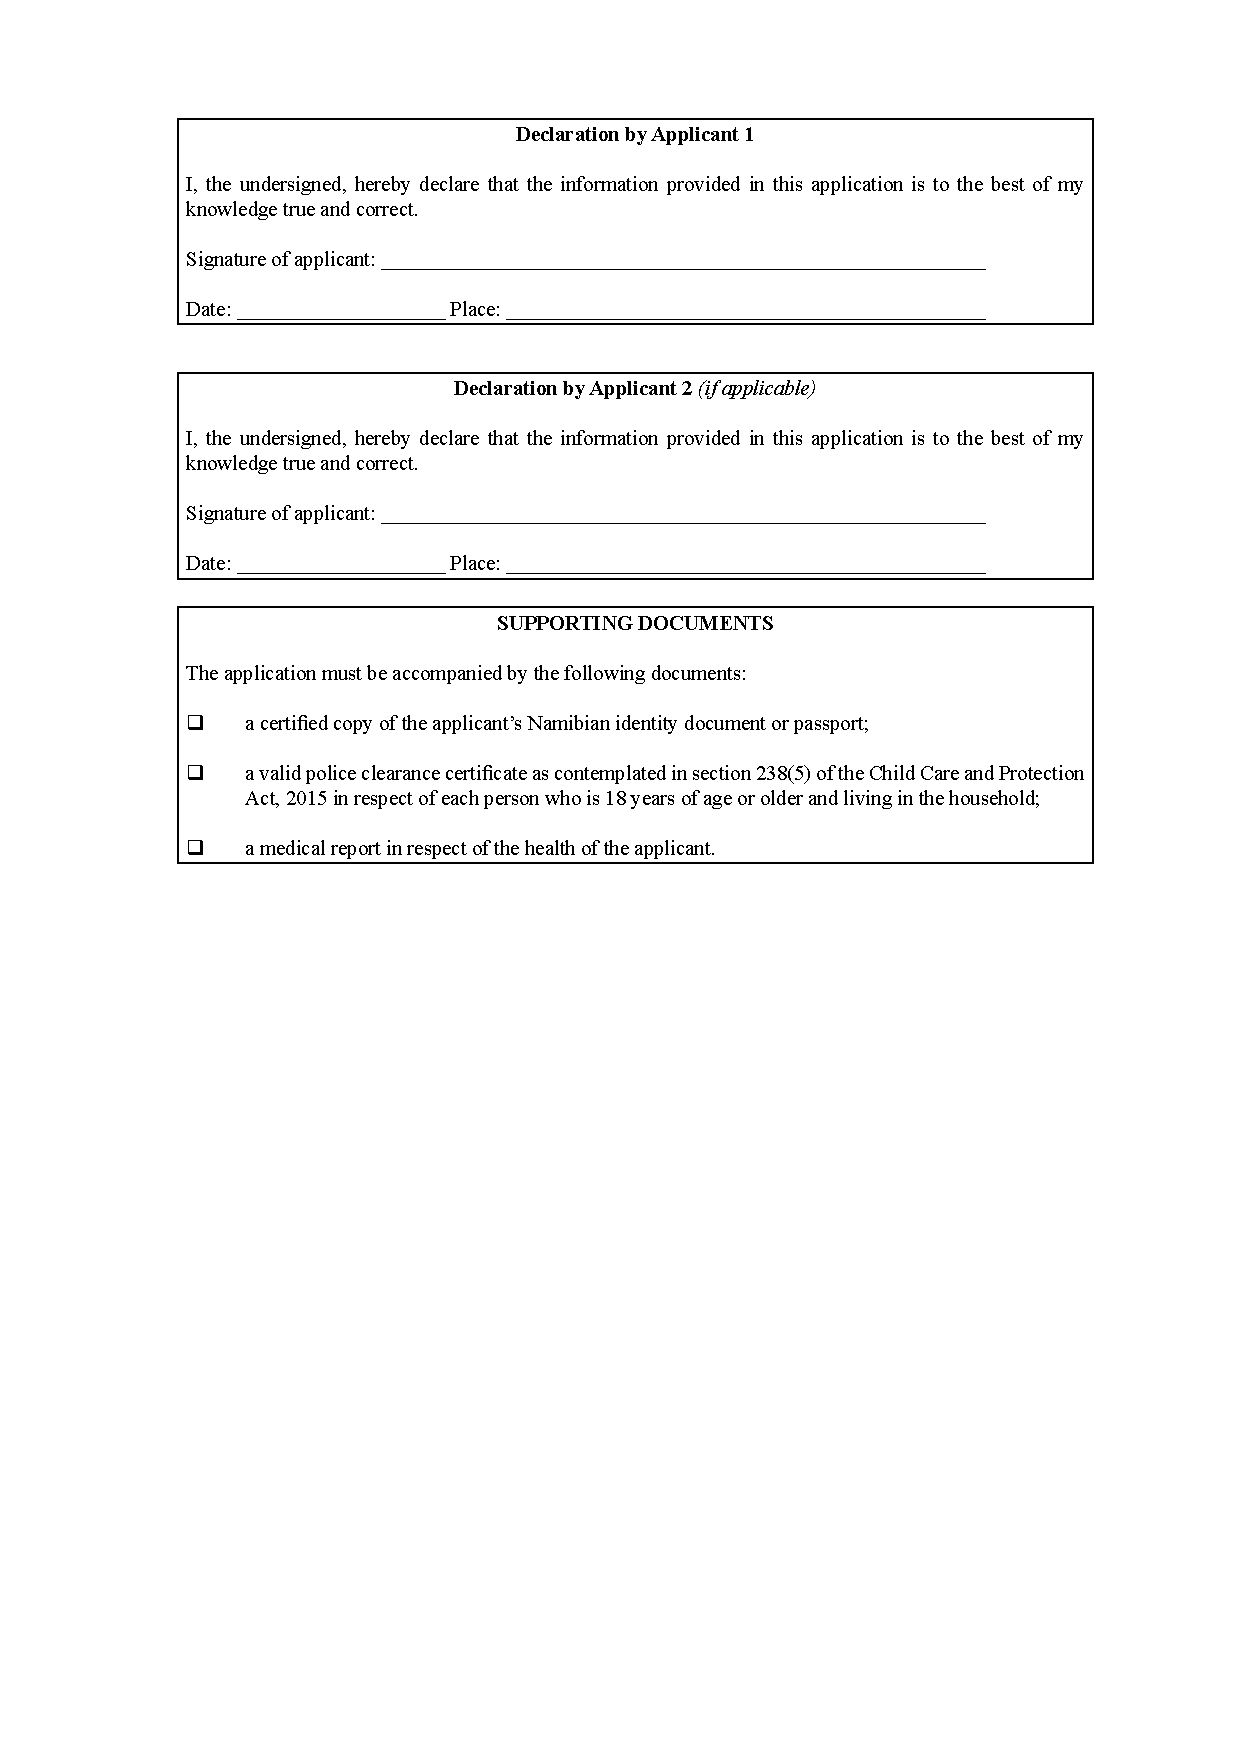 Declaration by Applicant 1
I, the undersigned, hereby declare that the information provided in this application is to the best of my
knowledge true and correct.
Signature of applicant: ________________________________________________________
Date: ___________________ Place: ____________________________________________
Declaration by Applicant 2 (if applicable)
I, the undersigned, hereby declare that the information provided in this application is to the best of my
knowledge true and correct.
Signature of applicant: ________________________________________________________
Date: ___________________ Place: ____________________________________________
SUPPORTING DOCUMENTS
The application must be accompanied by the following documents:
❑ a certified copy of the applicant’s Namibian identity document or passport;
❑ a valid police clearance certificate as contemplated in section 238(5) of the Child Care and Protection
Act, 2015 in respect of each person who is 18 years of age or older and living in the household;
❑ a medical report in respect of the health of the applicant.